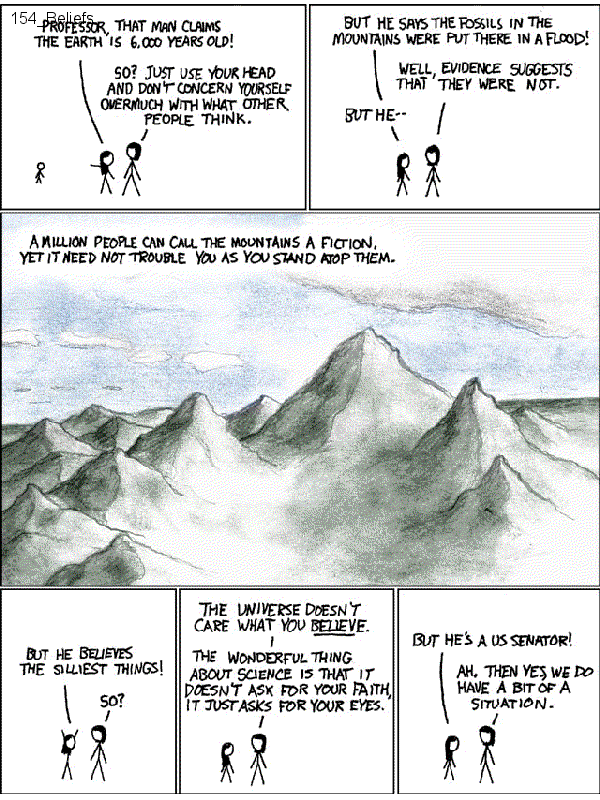 154_Beliefs
PROFESSOR, THAT MAN CLAIMS
THE EARTH IS 6,000 YEARS OLD!
SO? JUST USE YOUR HEAD
AND DON'T CONCERN YOURSELF
OVERMUCH WITH WHAT OTHER
PEOPLE THINK.
BUT HE SAYS THE FOSSILS IN THE
MOUNTAINS WERE PUT THERE IN A FLOOD!
WELL, EVIDENCE SUGGESTS
THAT THEY WERE NOT.
BUT HE--
A MILLION PEOPLE CAN CALL THE MOUNTAINS A FICTION,
YET IT NEED NOT TROUBLE YOU AS YOU STAND ATOP THEM.
BUT HE BELIEVES
THE SILLIEST THINGS!
SO?
THE UNIVERSE DOESN'T
CARE WHAT YOU BELIEVE.
THE WONDERFUL THING
ABOUT SCIENCE IS THAT IT
DOESN'T ASK FOR YOUR FAITH,
IT JUST ASKS FOR YOUR EYES.
BUT HE'S A US SENATOR!
AH, THEN YES, WE DO
HAVE A BIT OF A
SITUATION.